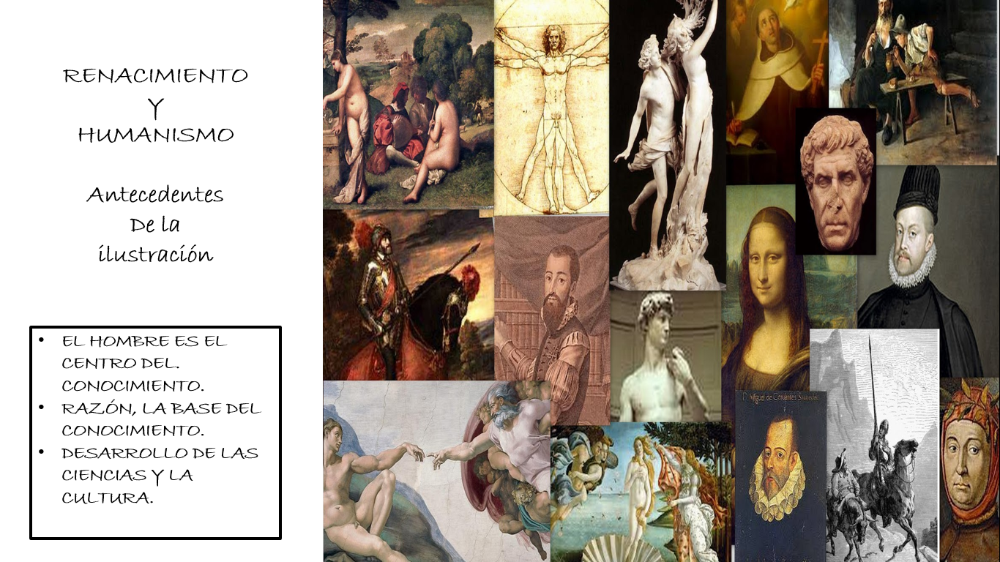 RENACIMIENTO
Y
HUMANISMO
Antecedentes
De la
ilustración
• EL HOMBRE ES EL
CENTRO DEL.
CONOCIMIENTO.
• RAZÓN, LA BASE DEL
CONOCIMIENTO.
• DESARROLLO DE LAS
CIENCIAS Y LA
CULTURA.
D. Miguel de Cervantes Saavedra